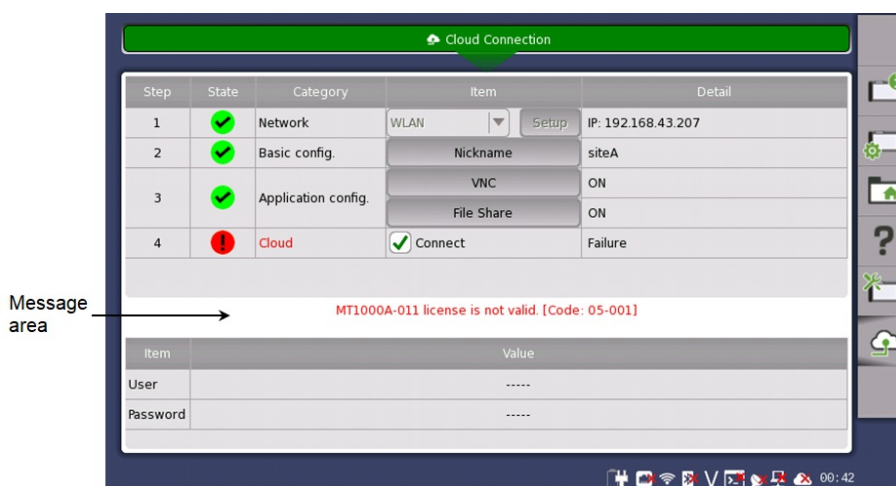 Cloud Connection
Step State Category Item Detail
1 Network WLAN Setup IP: 192.168.43.207
2 Basic config. Nickname siteA
3 Application config. VNC ON
File Share ON
4 Cloud Connect Failure
Message
area
MT1000A-011 license is not valid. [Code: 05-001]
Item Value
User -----
Password -----
00:42